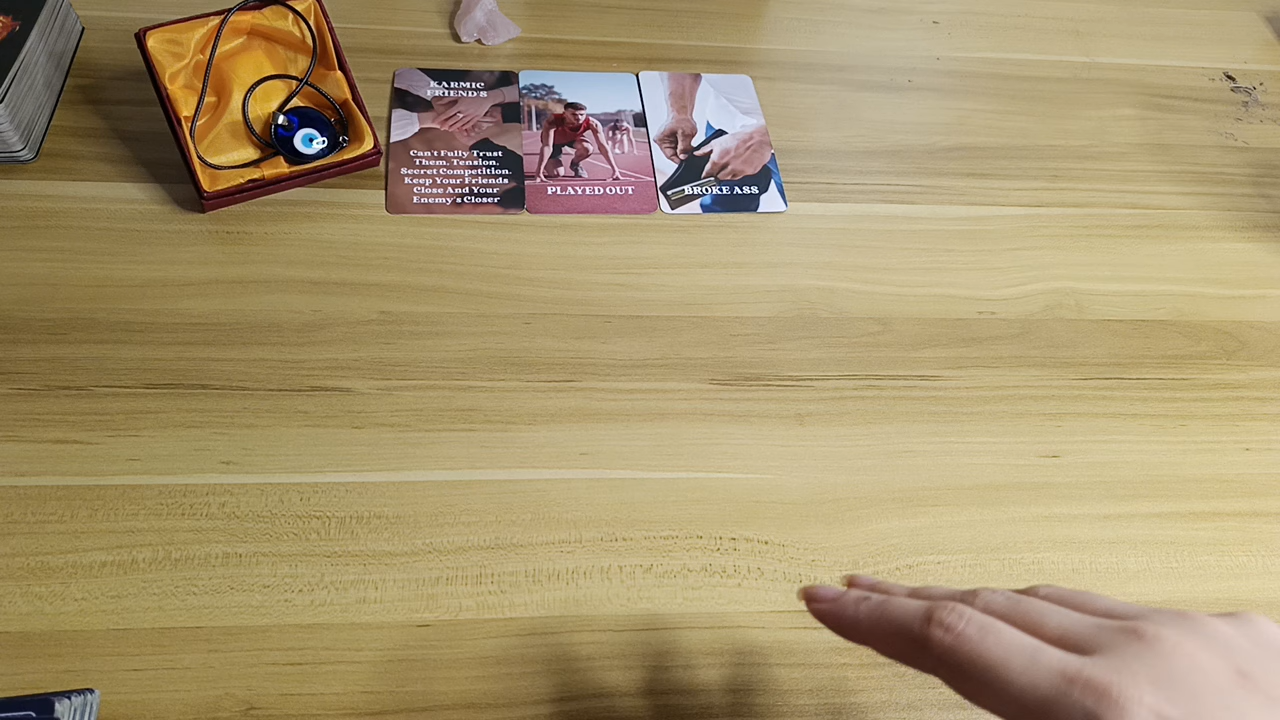 KARMIC
FRIEND'S
Can't Fully Trust
Them, Tension,
Secret Competition.
Keep Your Friends
Close And Your
Enemy's Closer
PLAYED OUT
BROKE ASS